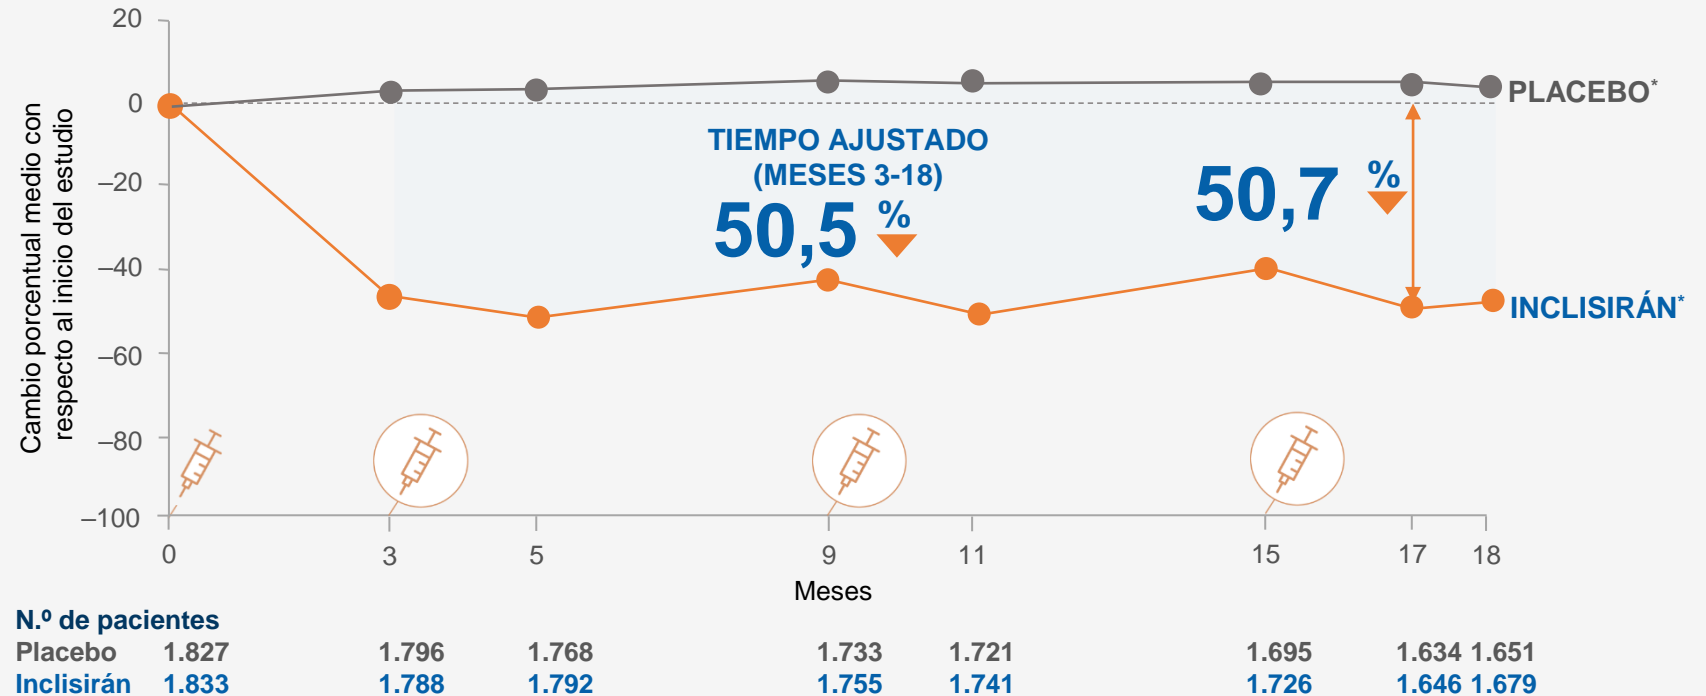 Cambio porcentual medio con
respecto al inicio del estudio
20
0
–20
–40
–60
–80
–100
PLACEBO*
TIEMPO AJUSTADO
(MESES 3-18)
50,5 %
50,7 %
INCLISIRÁN*
0 3 5 9 11 15 17 18
Meses
N.º de pacientes
Placebo 1.827 1.796 1.768 1.733 1.721 1.695 1.634 1.651
Inclisirán 1.833 1.788 1.792 1.755 1.741 1.726 1.646 1.679